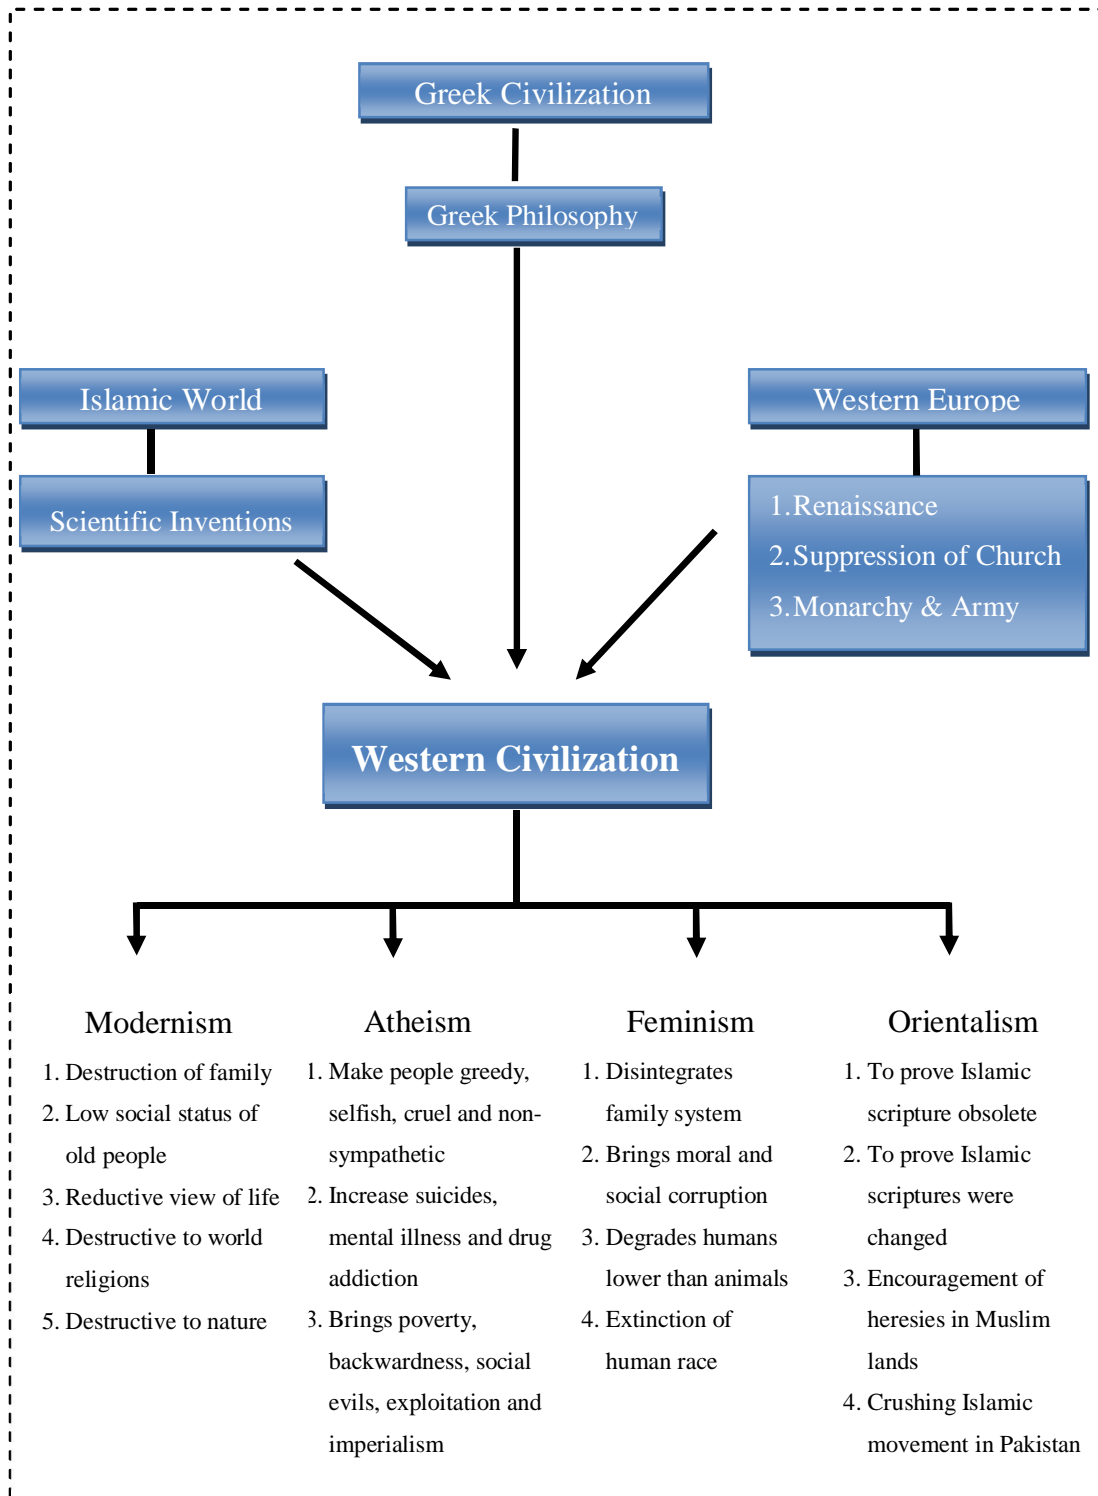 Greek Civilization
Greek Philosophy
Islamic World
Scientific Inventions
Western Europe
1. Renaissance
2. Suppression of Church
3. Monarchy & Army
Western Civilization
Modernism
1. Destruction of family
2. Low social status of
old people
3. Reductive view of life
4. Destructive to world
religions
5. Destructive to nature
Atheism
1. Make people greedy,
selfish, cruel and non-
sympathetic
2. Increase suicides,
mental illness and drug
addiction
3. Brings poverty,
backwardness, social
evils, exploitation and
imperialism
Feminism
1. Disintegrates
family system
2. Brings moral and
social corruption
3. Degrades humans
lower than animals
4. Extinction of
human race
Orientalism
1. To prove Islamic
scripture obsolete
2. To prove Islamic
scriptures were
changed
3. Encouragement of
heresies in Muslim
lands
4. Crushing Islamic
movement in Pakistan